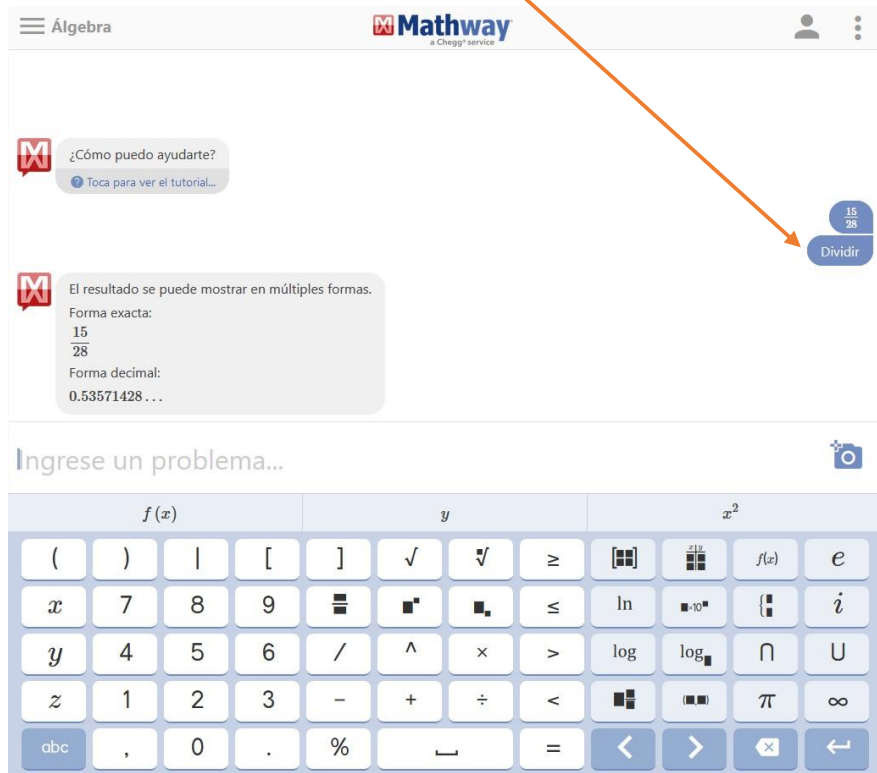 Álgebra
Mathway
a Chegg® service
¿Cómo puedo ayudarte?
Toca para ver el tutorial...
15
28
Dividir
El resultado se puede mostrar en múltiples formas.
Forma exacta:
15
28
Forma decimal:
0.53571428...
Ingrese un problema...
f(x) y x²
( ) | [ ] √ √ ≥ f(x) e
x 7 8 9 ≤ ln ■·10■ { i
y 4 5 6 / ^ × > log log■ ∩ ∪
z 1 2 3 − + ÷ < (■,■) π ∞
abc , 0 . % =